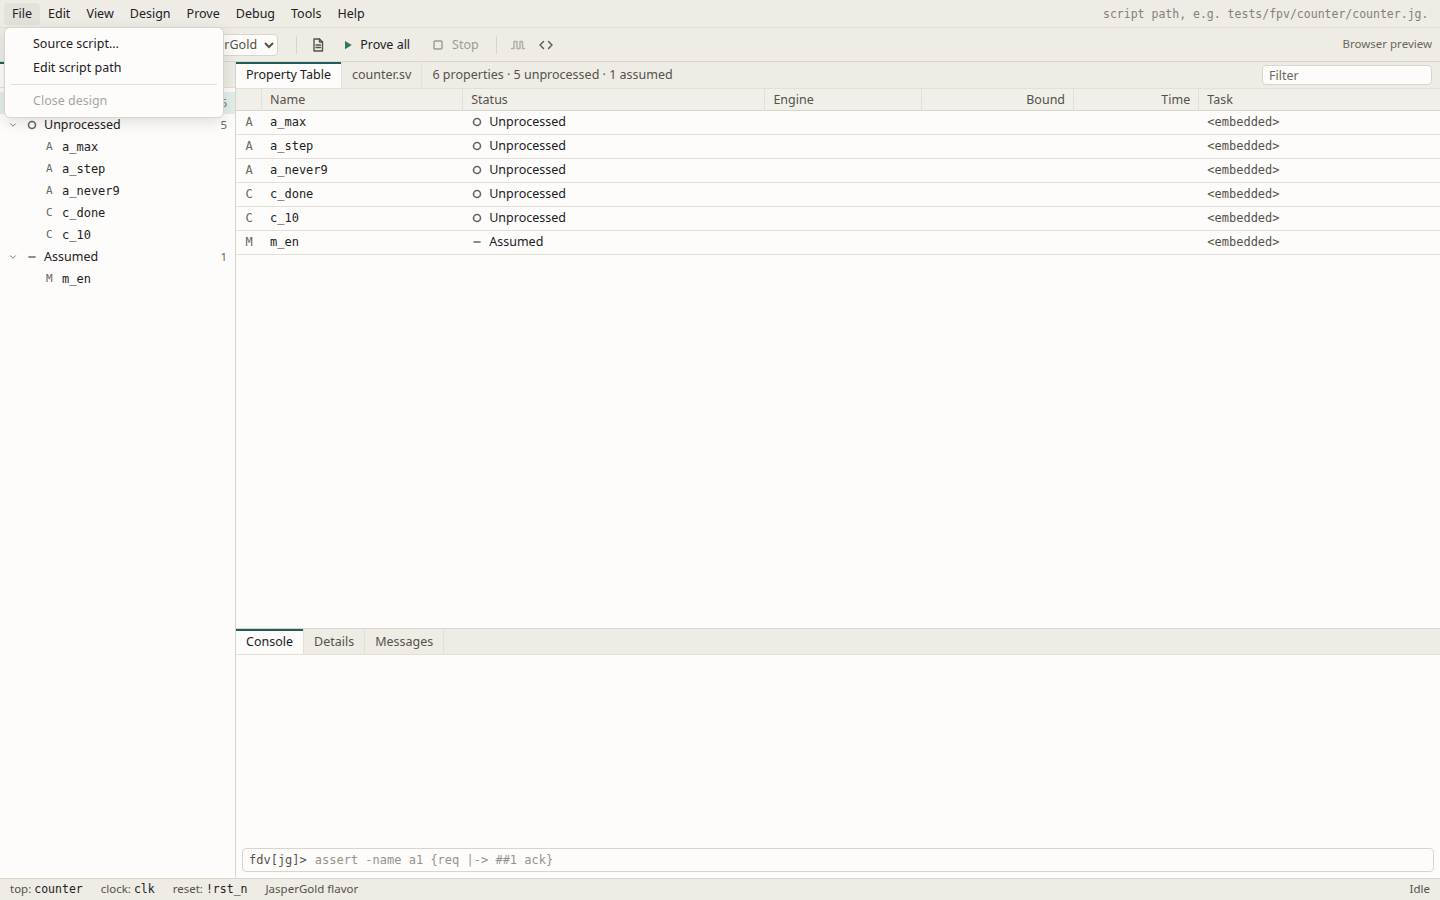 File Edit View Design Prove Debug Tools Help
script path, e.g. tests/fpv/counter/counter.jg.
Source script...
Edit script path
Close design
rGold
Prove all
Stop
Browser preview
Property Table
counter.sv
6 properties · 5 unprocessed · 1 assumed
Filter
Unprocessed 5
A a_max
A a_step
A a_never9
C c_done
C c_10
Assumed 1
M m_en
Name Status Engine Bound Time Task
A a_max Unprocessed <embedded>
A a_step Unprocessed <embedded>
A a_never9 Unprocessed <embedded>
C c_done Unprocessed <embedded>
C c_10 Unprocessed <embedded>
M m_en Assumed <embedded>
Console Details Messages
fdv[jg]> assert -name a1 {req |-> ##1 ack}
top: counter clock: clk reset: !rst_n JasperGold flavor
Idle